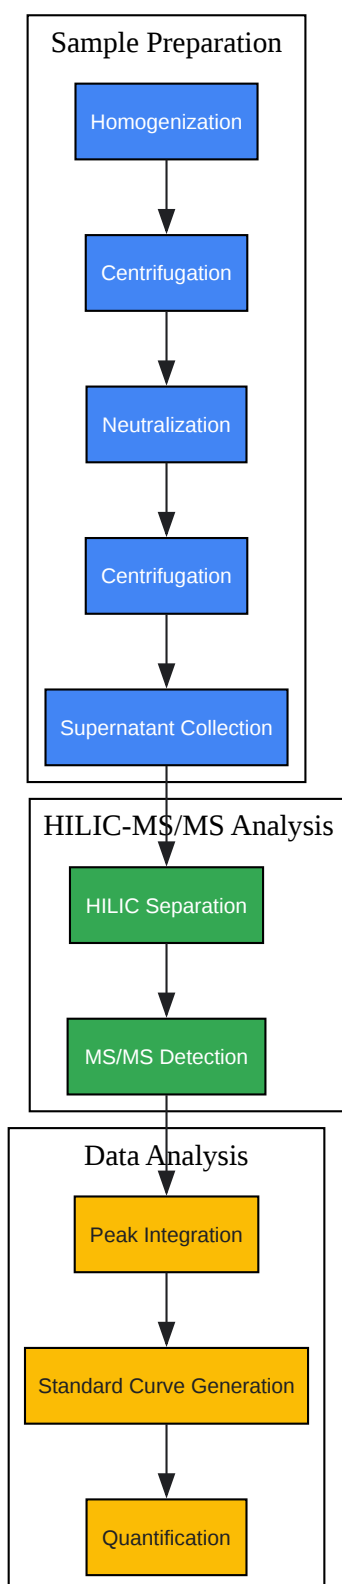 Sample Preparation
Homogenization
Centrifugation
Neutralization
Centrifugation
Supernatant Collection
HILIC-MS/MS Analysis
HILIC Separation
MS/MS Detection
Data Analysis
Peak Integration
Standard Curve Generation
Quantification